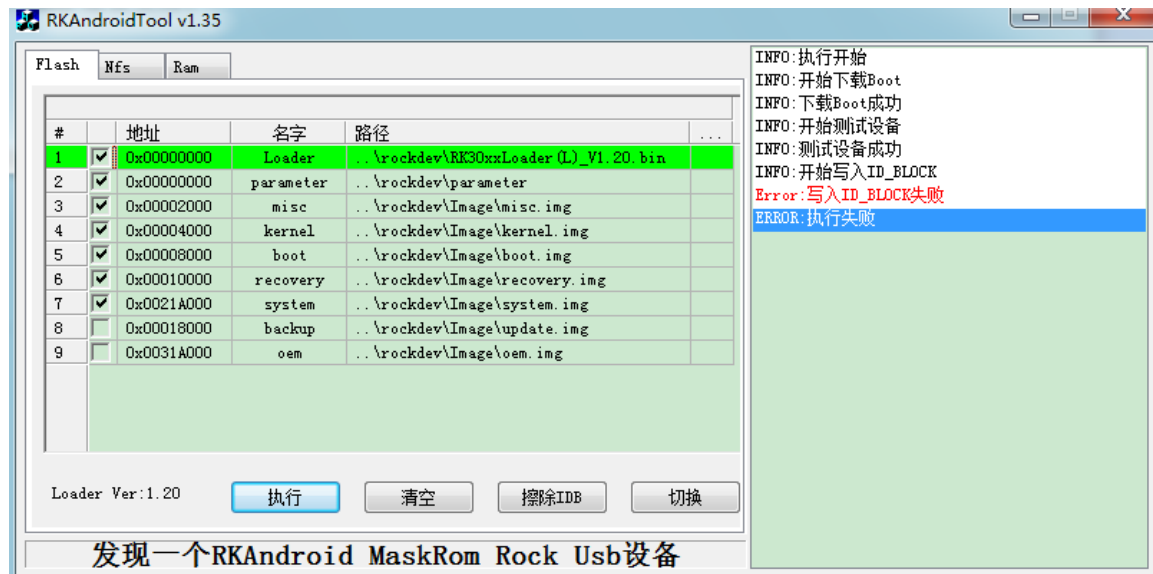 RKAndroidTool v1.35
Flash Nfs Ram
# 地址 名字 路径 ...
1 0x00000000 Loader ..\rockdev\RK30xxLoader(L)_V1.20.bin
2 0x00000000 parameter ..\rockdev\parameter
3 0x00002000 misc ..\rockdev\Image\misc.img
4 0x00004000 kernel ..\rockdev\Image\kernel.img
5 0x00008000 boot ..\rockdev\Image\boot.img
6 0x00010000 recovery ..\rockdev\Image\recovery.img
7 0x0021A000 system ..\rockdev\Image\system.img
8 0x00018000 backup ..\rockdev\Image\update.img
9 0x0031A000 oem ..\rockdev\Image\oem.img
Loader Ver:1.20 执行 清空 擦除IDB 切换
发现一个RKAndroid MaskRom Rock Usb设备
INFO:执行开始
INFO:开始下载Boot
INFO:下载Boot成功
INFO:开始测试设备
INFO:测试设备成功
INFO:开始写入ID_BLOCK
Error:写入ID_BLOCK失败
ERROR:执行失败